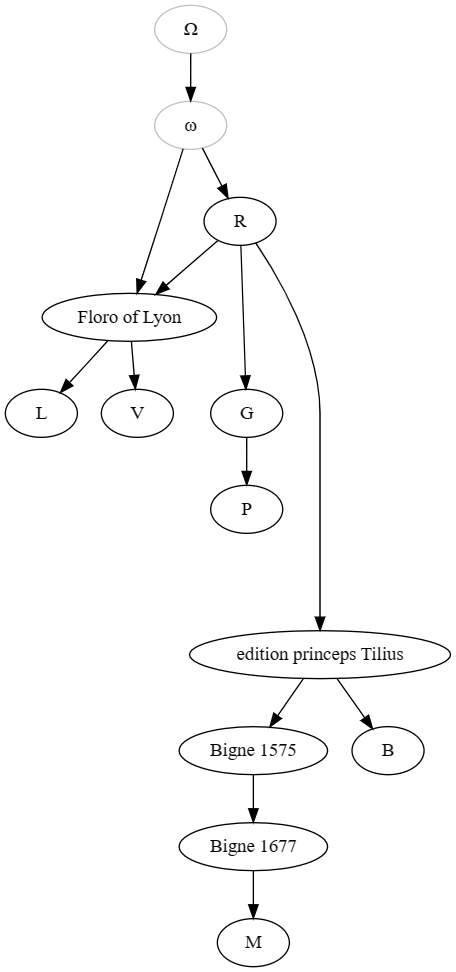 Ω
ω
R
Floro of Lyon
L
V
G
P
edition princeps Tilius
Bigne 1575
B
Bigne 1677
M